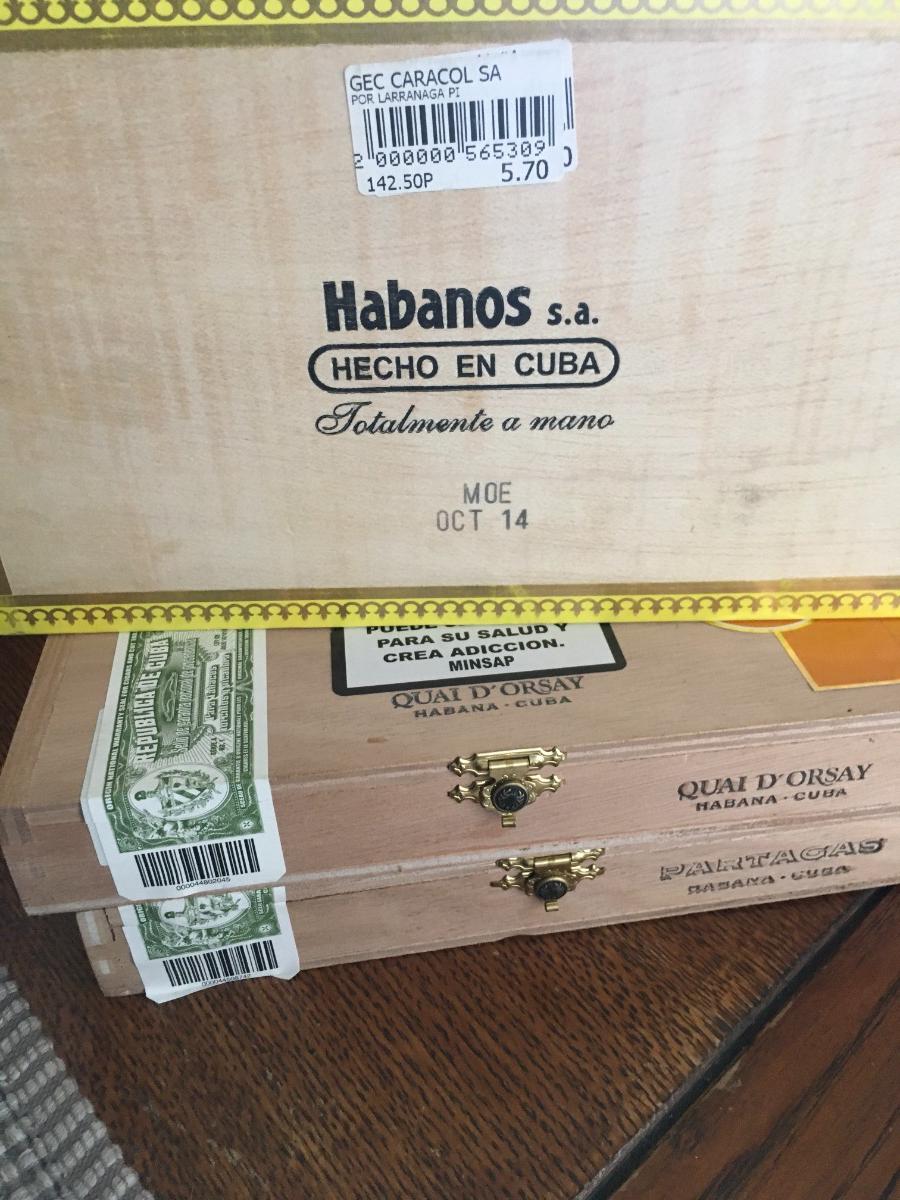 GEC CARACOL SA
POR LARRANAGA PI
2 000000 565309
142.50P 5.70
Habanos s.a.
HECHO EN CUBA
Totalmente a mano
MOE
OCT 14
PUEDE
PARA SU SALUD Y
CREA ADICCION.
MINSAP
QUAI D'ORSAY
HABANA · CUBA
REPUBLICA DE CUBA
QUAI D'ORSAY
HABANA · CUBA
000044802045
PARTAGAS
HABANA · CUBA